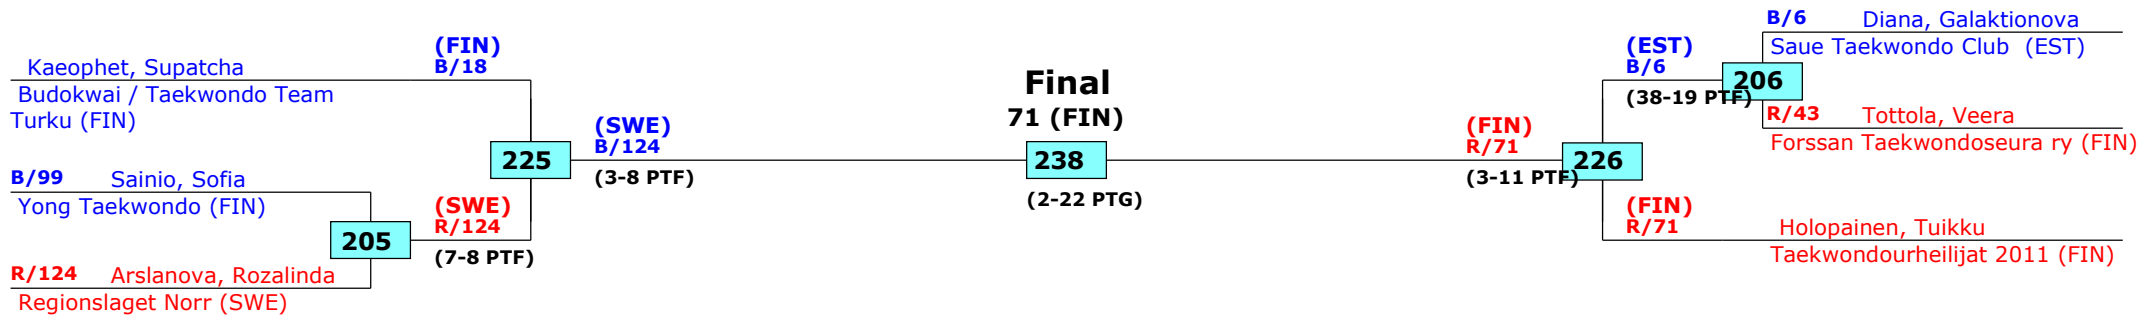 Kaeophet, Supatcha
Budokwai / Taekwondo Team
Turku (FIN)
(FIN)
B/18
B/99 Sainio, Sofia
Yong Taekwondo (FIN)
205
R/124 Arslanova, Rozalinda
Regionslaget Norr (SWE)
(SWE)
R/124
(7-8 PTF)
225
(SWE)
B/124
(3-8 PTF)
Final
71 (FIN)
238
(2-22 PTG)
(FIN)
R/71
(3-11 PTF)
226
(EST)
B/6
(38-19 PTF)
206
B/6 Diana, Galaktionova
Saue Taekwondo Club (EST)
R/43 Tottola, Veera
Forssan Taekwondoseura ry (FIN)
(FIN)
R/71
Holopainen, Tuikku
Taekwondourheilijat 2011 (FIN)